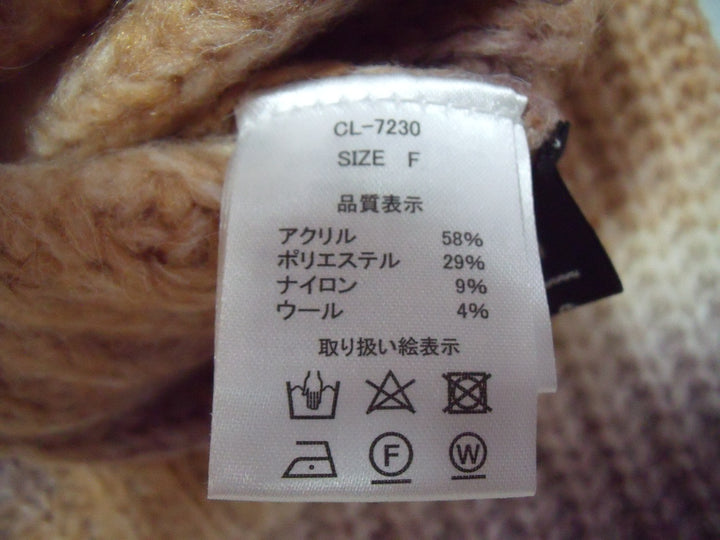 CL-7230
SIZE F
品質表示
アクリル 58%
ポリエステル 29%
ナイロン 9%
ウール 4%
取り扱い絵表示
F
W